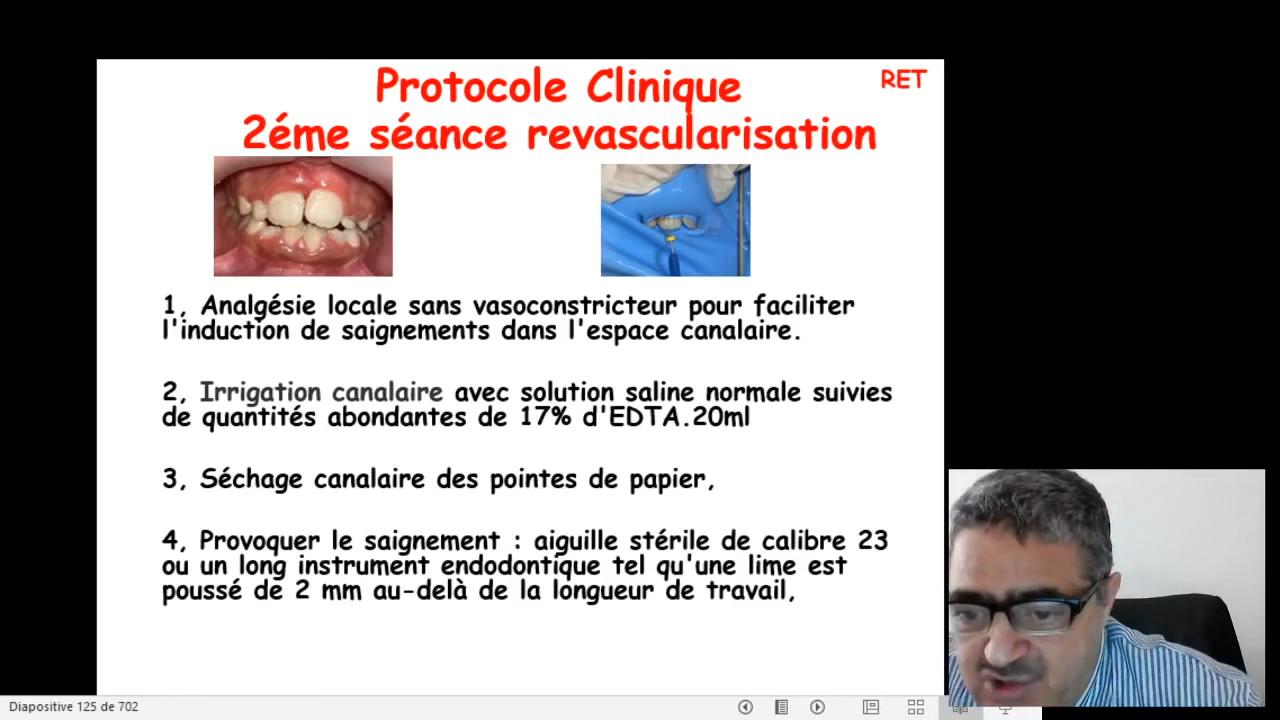 Protocole Clinique
RET
2éme séance revascularisation
1, Analgésie locale sans vasoconstricteur pour faciliter
l'induction de saignements dans l'espace canalaire.
2, Irrigation canalaire avec solution saline normale suivies
de quantités abondantes de 17% d'EDTA.20ml
3, Séchage canalaire des pointes de papier,
4, Provoquer le saignement : aiguille stérile de calibre 23
ou un long instrument endodontique tel qu'une lime est
poussé de 2 mm au-delà de la longueur de travail,
Diapositive 125 de 702